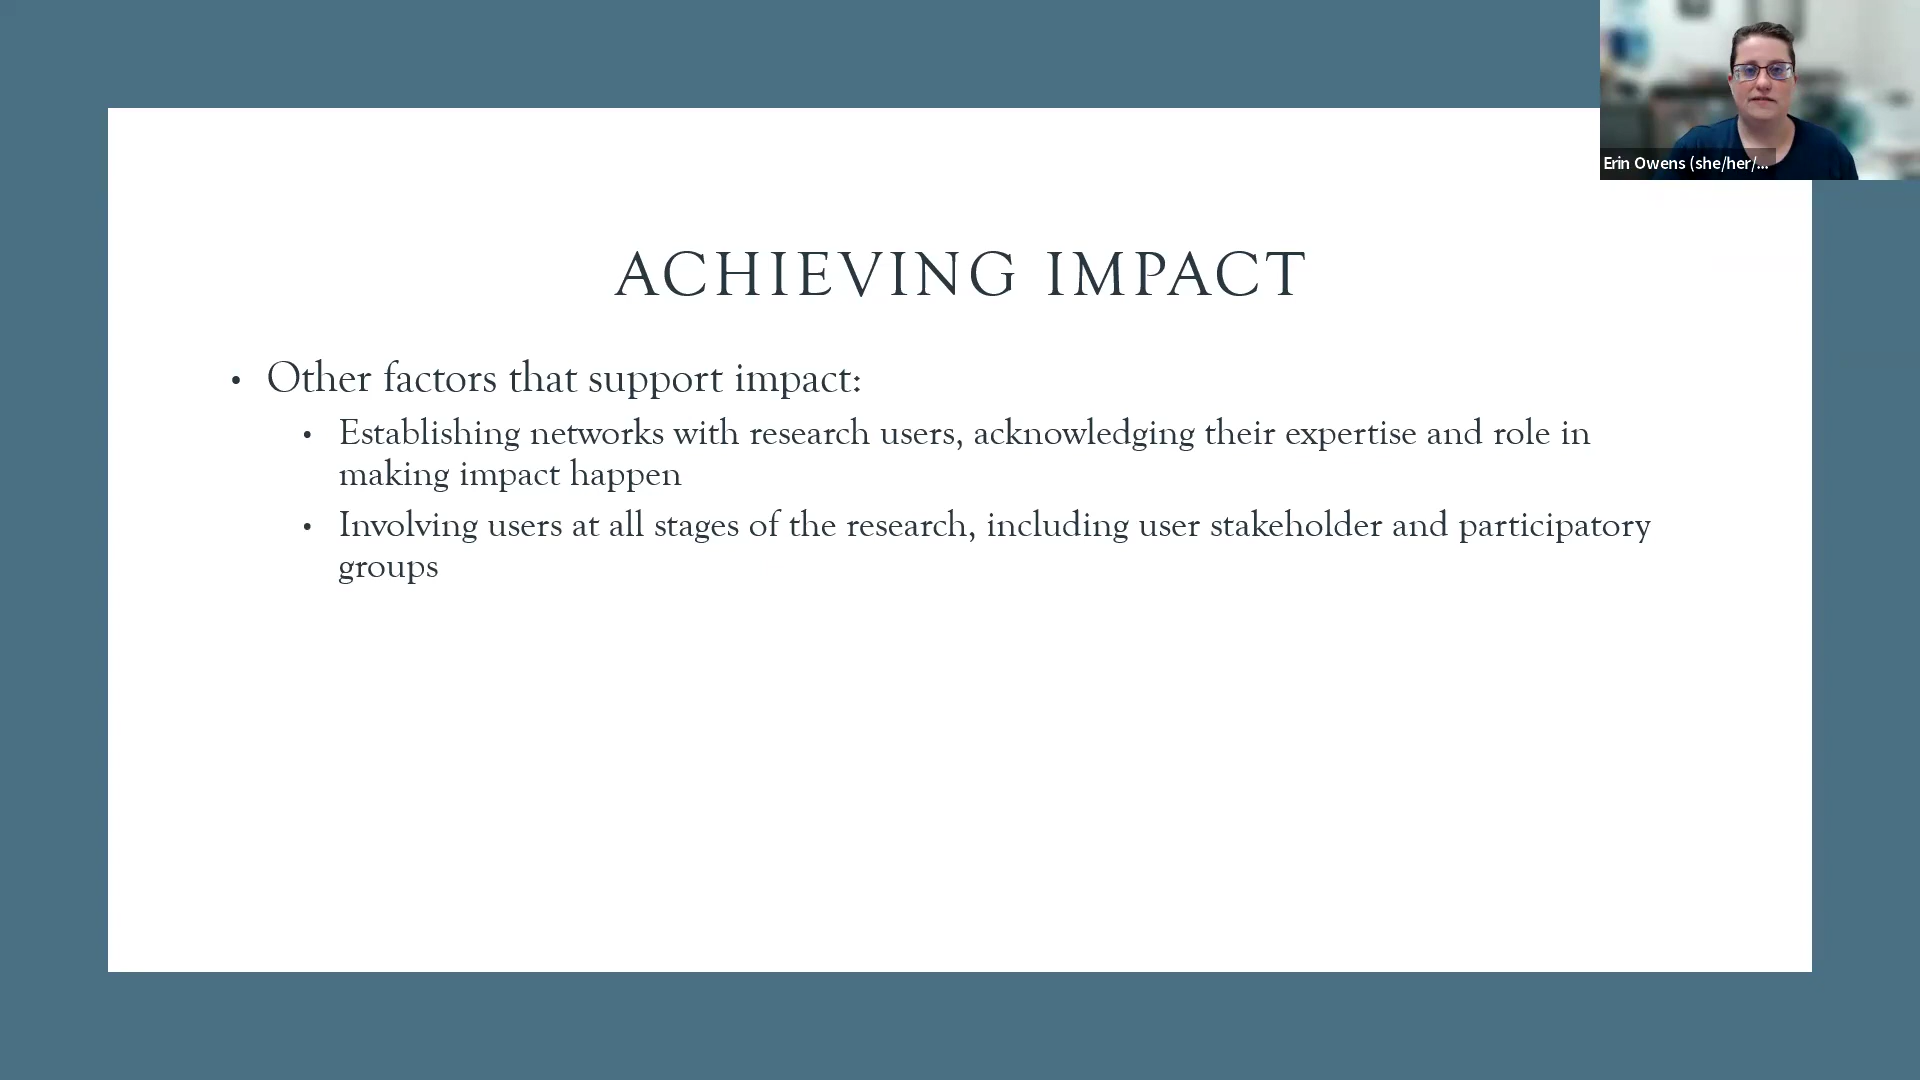 Erin Owens (she/her/...
ACHIEVING IMPACT
• Other factors that support impact:
• Establishing networks with research users, acknowledging their expertise and role in
making impact happen
• Involving users at all stages of the research, including user stakeholder and participatory
groups